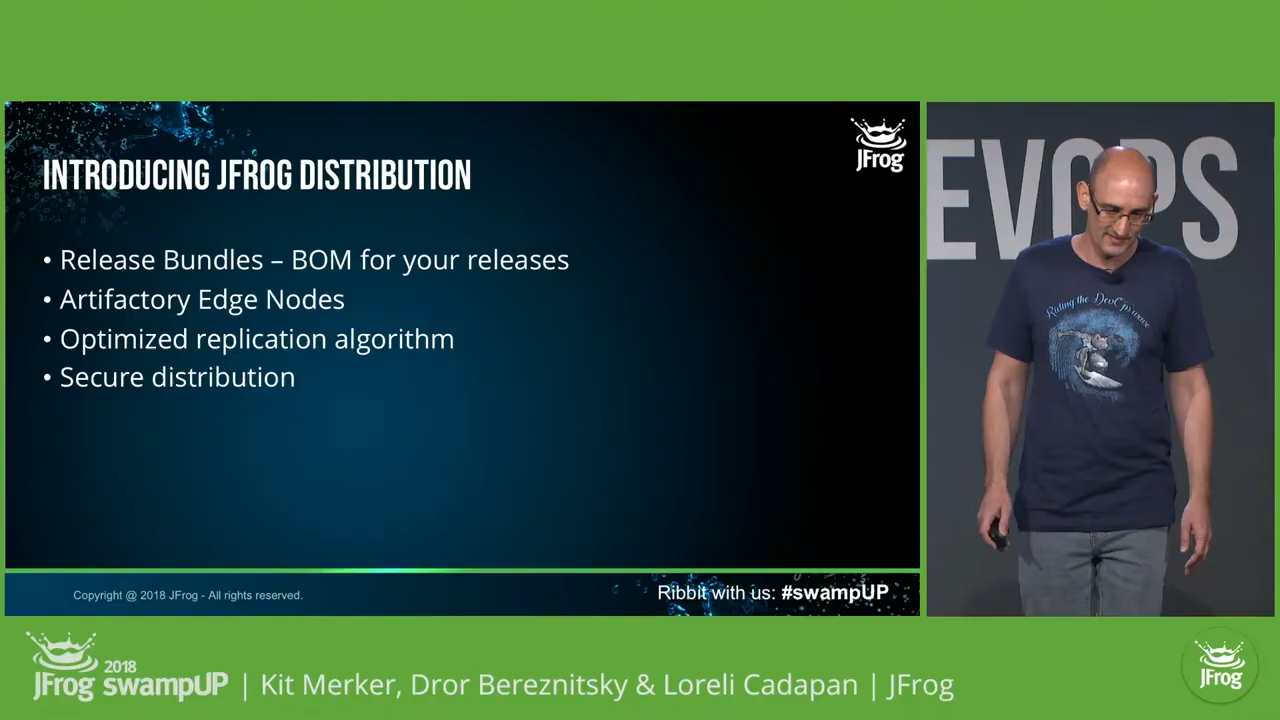 INTRODUCING JFROG DISTRIBUTION
JFrog
• Release Bundles – BOM for your releases
• Artifactory Edge Nodes
• Optimized replication algorithm
• Secure distribution
Copyright @ 2018 JFrog - All rights reserved.
Ribbit with us: #swampUP
EVOPS
Riding the DevOps wave
2018
JFrog swampUP | Kit Merker, Dror Bereznitsky & Loreli Cadapan | JFrog
JFrog